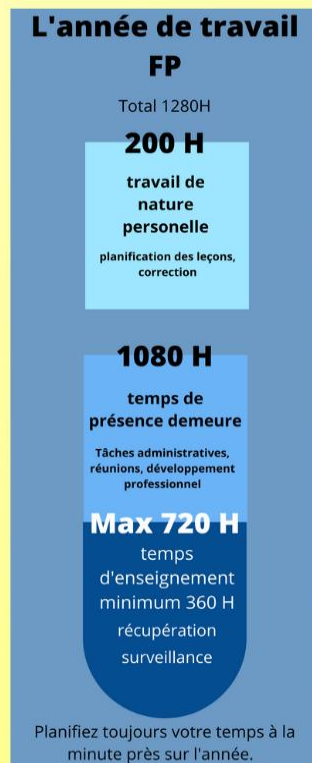 L'année de travail
FP
Total 1280H
200 H
travail de
nature
personelle
planification des leçons,
correction
1080 H
temps de
présence demeure
Tâches administratives,
réunions, développement
professionnel
Max 720 H
temps
d'enseignement
minimum 360 H
récupération
surveillance
Planifiez toujours votre temps à la
minute près sur l'année.